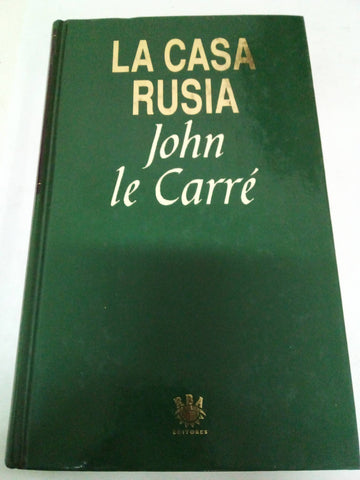 LA CASA
RUSIA
John
le Carré
RBA
EDITORES